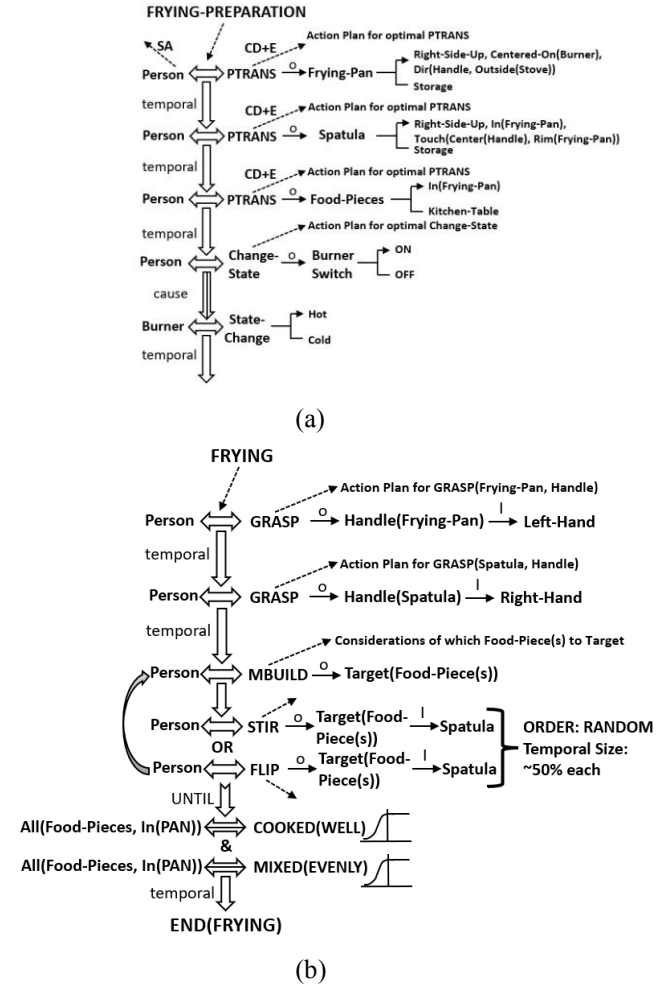 FRYING-PREPARATION
SA
CD+E
Action Plan for optimal PTRANS
Person PTRANS o Frying-Pan
Right-Side-Up, Centered-On(Burner),
Dir(Handle, Outside(Stove))
Storage
temporal
CD+E
Action Plan for optimal PTRANS
Person PTRANS o Spatula
Right-Side-Up, In(Frying-Pan),
Touch(Center(Handle), Rim(Frying-Pan))
Storage
temporal
CD+E
Action Plan for optimal PTRANS
Person PTRANS o Food-Pieces
In(Frying-Pan)
Kitchen-Table
temporal
Action Plan for optimal Change-State
Person Change-State o Burner Switch
ON
OFF
cause
Burner State-Change
Hot
Cold
temporal
(a)
FRYING
Action Plan for GRASP(Frying-Pan, Handle)
Person GRASP o Handle(Frying-Pan) I Left-Hand
temporal
Action Plan for GRASP(Spatula, Handle)
Person GRASP o Handle(Spatula) I Right-Hand
temporal
Considerations of which Food-Piece(s) to Target
Person MBUILD o Target(Food-Piece(s))
Person STIR o Target(Food-Piece(s)) I Spatula
OR
Person FLIP o Target(Food-Piece(s)) I Spatula
ORDER: RANDOM
Temporal Size:
~50% each
UNTIL
All(Food-Pieces, In(PAN)) COOKED(WELL)
&
All(Food-Pieces, In(PAN)) MIXED(EVENLY)
temporal
END(FRYING)
(b)